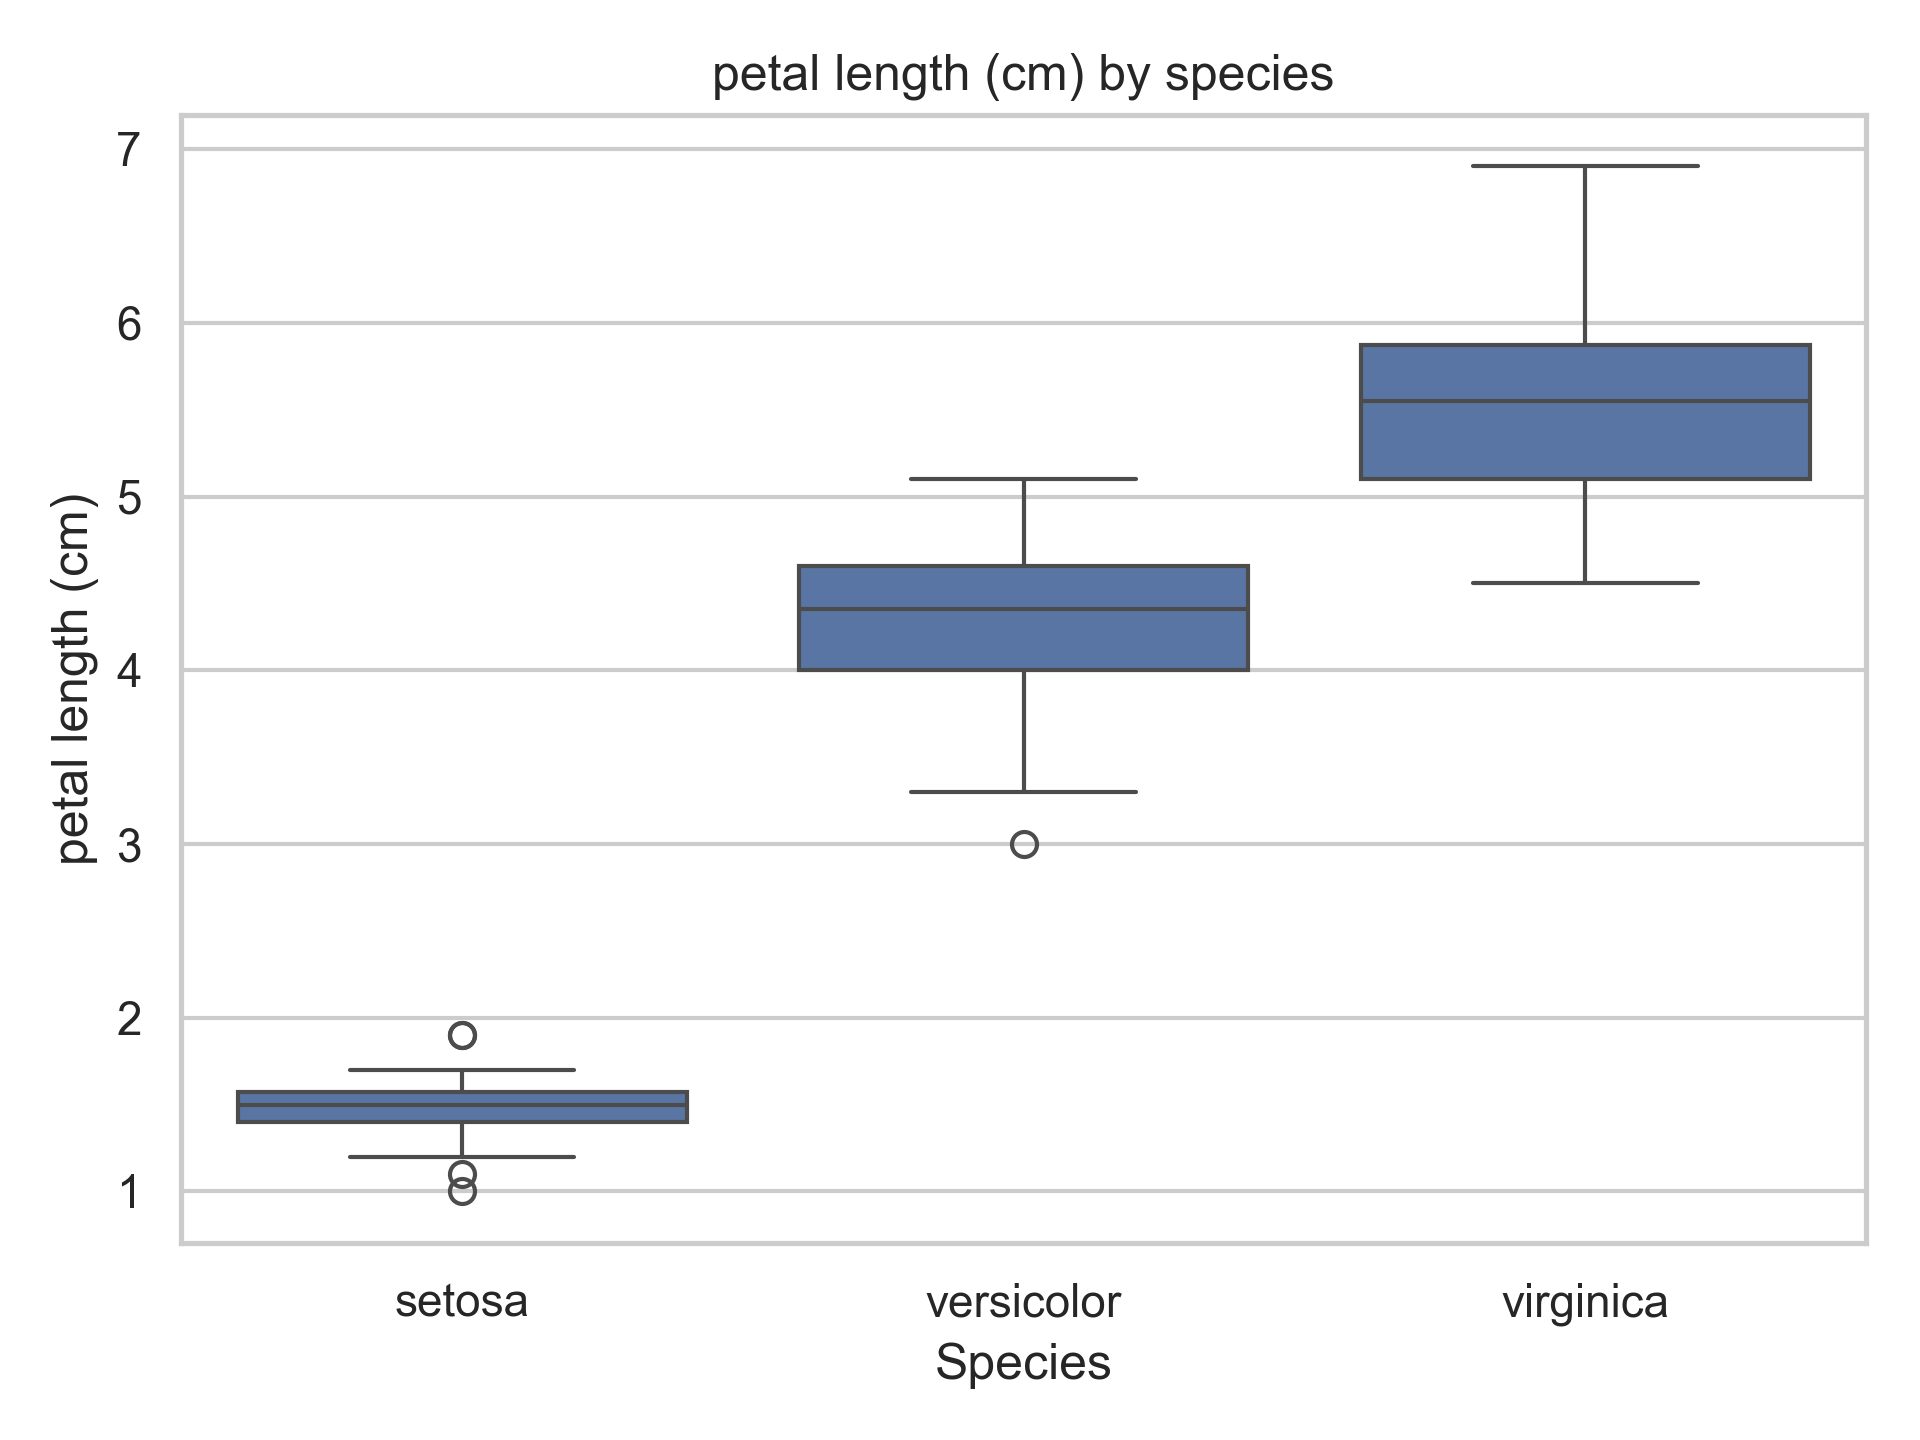 petal length (cm) by species
petal length (cm)
7
6
5
4
3
2
1
setosa
versicolor
virginica
Species